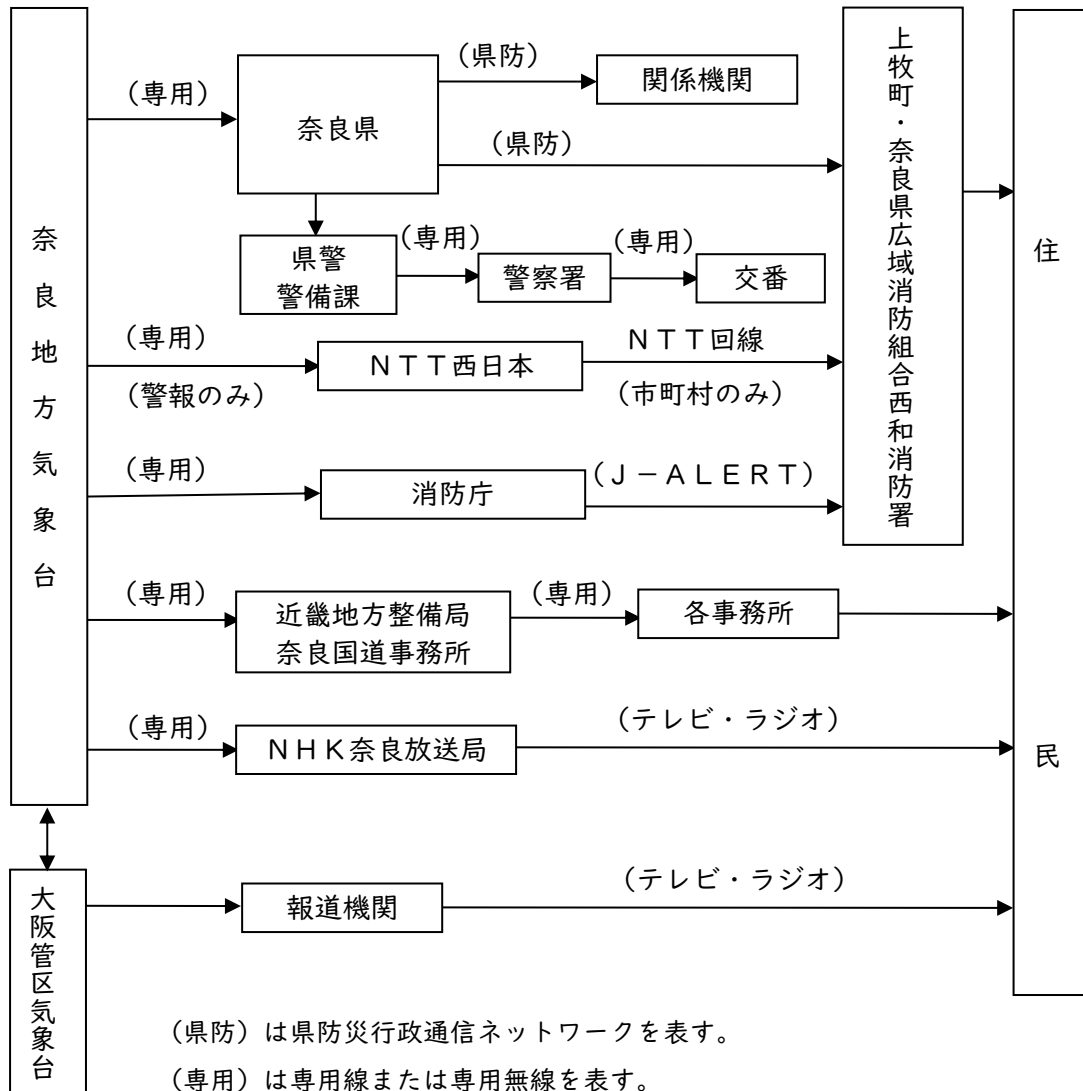 奈良地方気象台
大阪管区気象台
（専用）
奈良県
（県防）
関係機関
（県防）
県警
警備課
（専用）
警察署
（専用）
交番
（専用）
（警報のみ）
ＮＴＴ西日本
ＮＴＴ回線
（市町村のみ）
（専用）
消防庁
（Ｊ－ＡＬＥＲＴ）
上牧町・奈良県広域消防組合西和消防署
（専用）
近畿地方整備局
奈良国道事務所
（専用）
各事務所
（専用）
ＮＨＫ奈良放送局
（テレビ・ラジオ）
報道機関
（テレビ・ラジオ）
住民
（県防）は県防災行政通信ネットワークを表す。
（専用）は専用線または専用無線を表す。